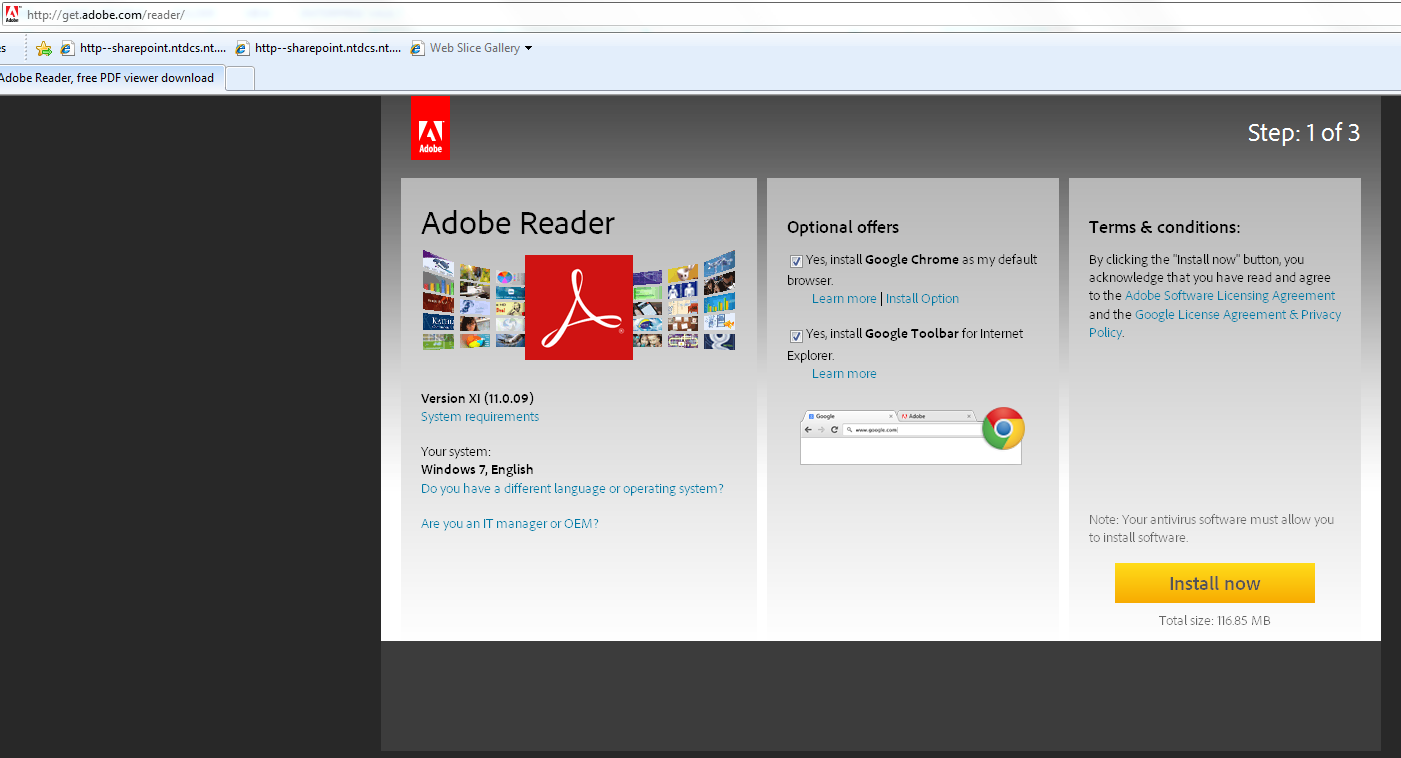 http://get.adobe.com/reader/
es
http--sharepoint.ntdcs.nt.... http--sharepoint.ntdcs.nt.... Web Slice Gallery
Adobe Reader, free PDF viewer download
Adobe
Step: 1 of 3
Adobe Reader
Version XI (11.0.09)
System requirements
Your system:
Windows 7, English
Do you have a different language or operating system?
Are you an IT manager or OEM?
Optional offers
Yes, install Google Chrome as my default
browser.
Learn more | Install Option
Yes, install Google Toolbar for Internet
Explorer.
Learn more
Google Adobe
www.google.com
Terms & conditions:
By clicking the "Install now" button, you
acknowledge that you have read and agree
to the Adobe Software Licensing Agreement
and the Google License Agreement & Privacy
Policy.
Note: Your antivirus software must allow you
to install software.
Install now
Total size: 116.85 MB